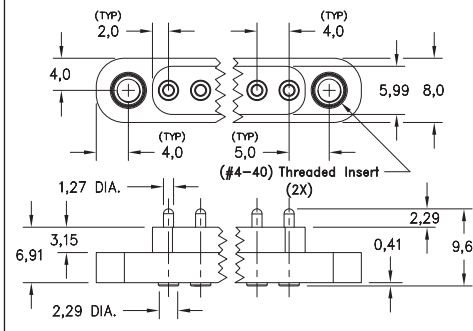 (TYP)
2,0
(TYP)
4,0
4,0
5,99
8,0
(TYP)
4,0
(TYP)
5,0
(#4-40) Threaded Insert
(2X)
1,27 DIA.
2,29
3,15
6,91
0,41
9,6
2,29 DIA.